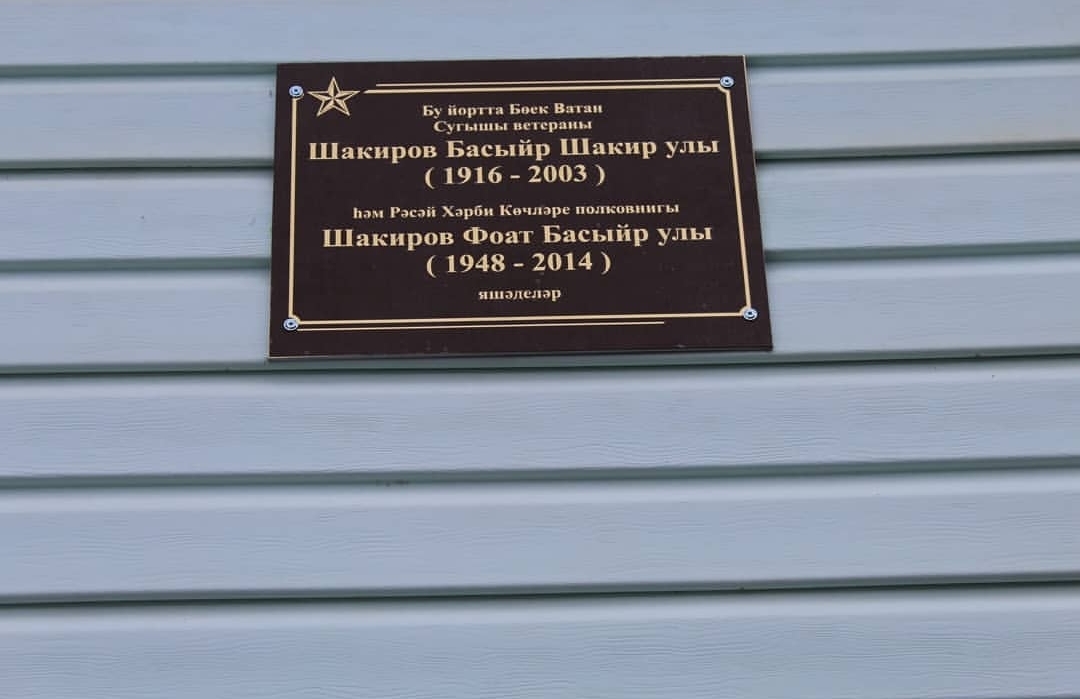 Бу йортта Бөек Ватан
Сугышы ветераны
Шакиров Басыйр Шакир улы
( 1916 - 2003 )
һәм Рәсәй Хәрби Көчләре полковнигы
Шакиров Фоат Басыйр улы
( 1948 - 2014 )
яшәделәр